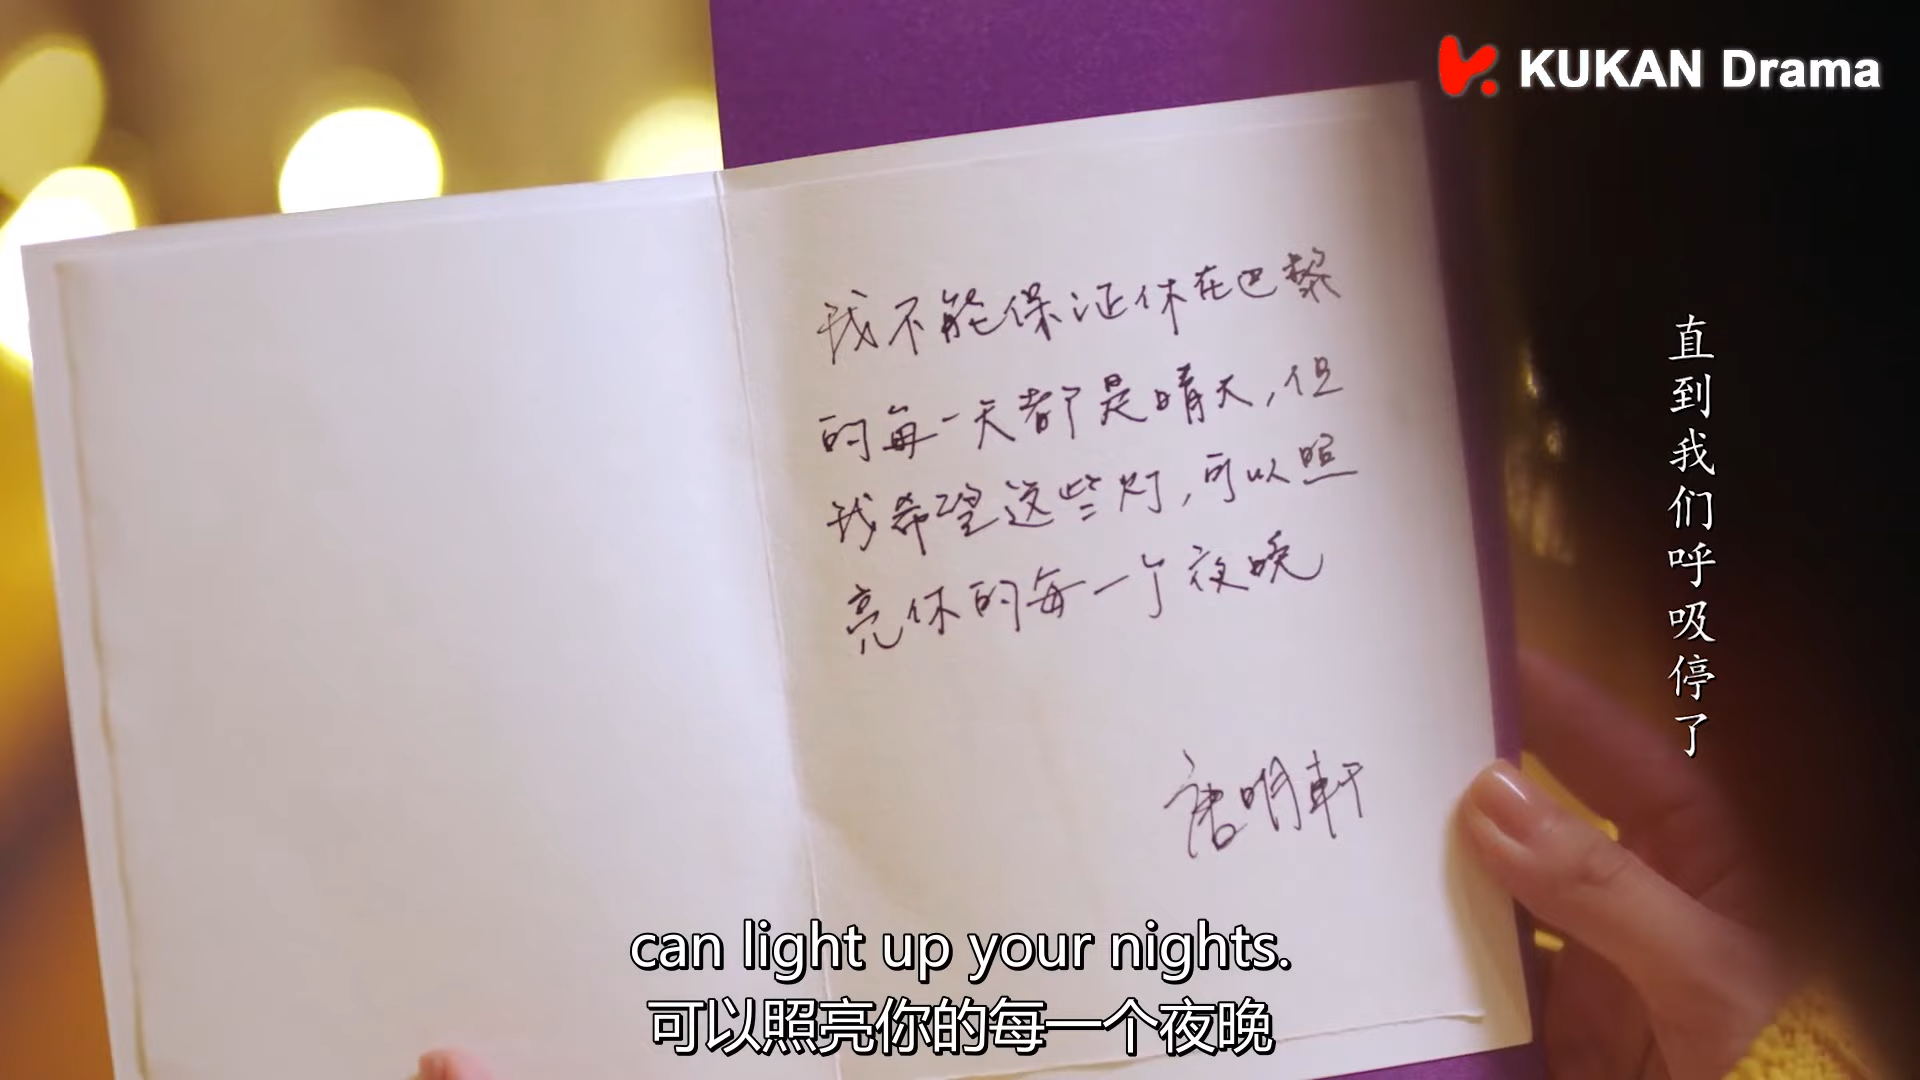 KUKAN Drama
我不能保证你在巴黎
的每一天都是晴天，但
我希望这些灯，可以照
亮你的每一个夜晚
唐明軒
直到我们呼吸停了
can light up your nights.
可以照亮你的每一个夜晚